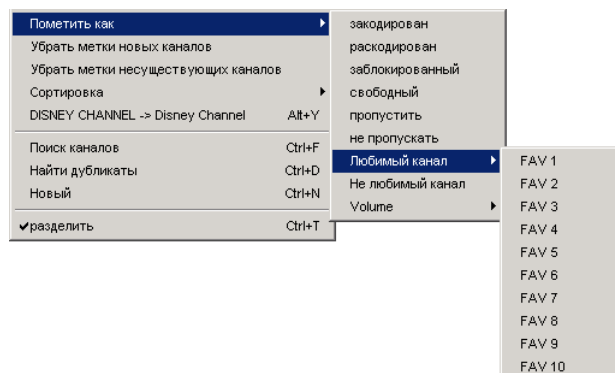 Пометить как
Убрать метки новых каналов
Убрать метки несуществующих каналов
Сортировка
DISNEY CHANNEL -> Disney Channel Alt+Y
Поиск каналов Ctrl+F
Найти дубликаты Ctrl+D
Новый Ctrl+N
✔разделить Ctrl+T
закодирован
раскодирован
заблокированный
свободный
пропустить
не пропускать
Любимый канал
Не любимый канал
Volume
FAV 1
FAV 2
FAV 3
FAV 4
FAV 5
FAV 6
FAV 7
FAV 8
FAV 9
FAV 10